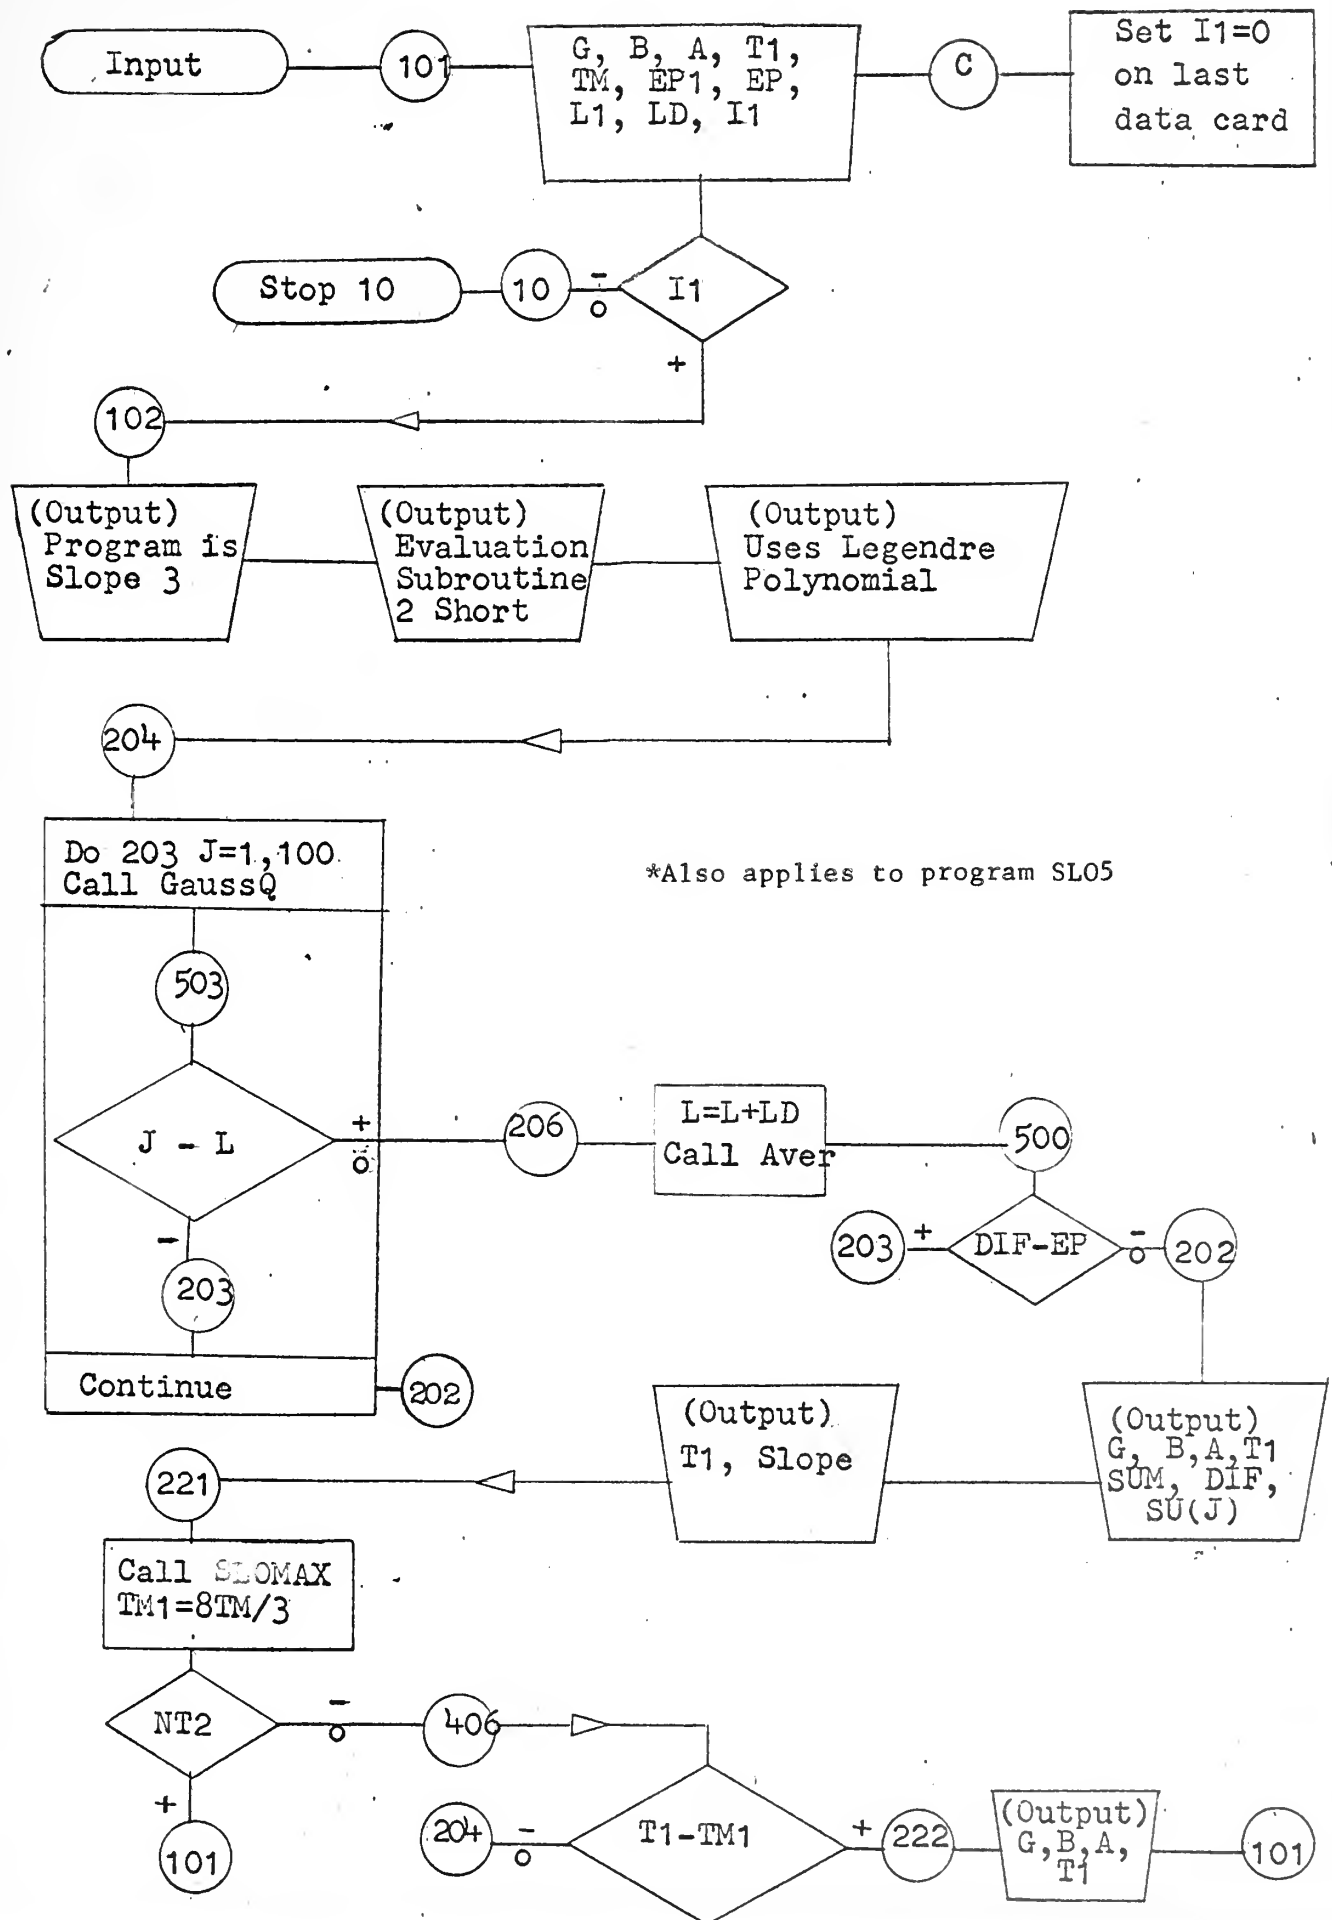 Input
101
G, B, A, T1,
TM, EP1, EP,
L1, LD, I1
C
Set I1=0
on last
data card
Stop 10
10
-
o
I1
+
102
(Output)
Program is
Slope 3
(Output)
Evaluation
Subroutine
2 Short
(Output)
Uses Legendre
Polynomial
204
Do 203 J=1,100
Call GaussQ
*Also applies to program SLO5
503
J - L
+
o
206
L=L+LD
Call Aver
500
-
203
203
+
DIF-EP
-
o
202
Continue
202
(Output)
T1, Slope
(Output)
G, B,A,T1
SUM, DIF,
SU(J)
221
Call SLOMAX
TM1=8TM/3
NT2
-
o
406
+
101
204
-
o
T1-TM1
+
222
(Output)
G,B,A,
T1
101